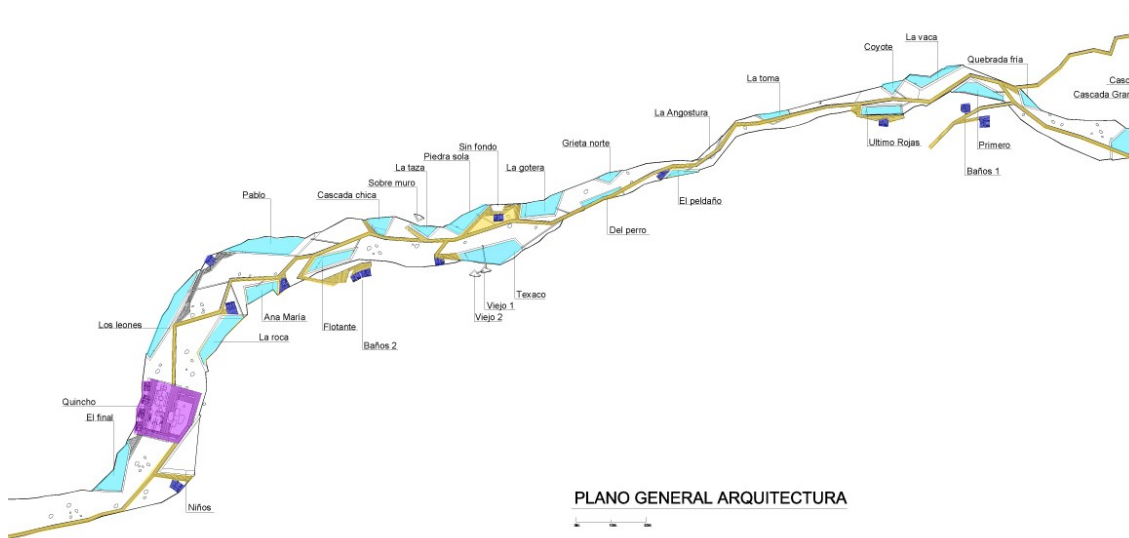 La vaca
Coyote
Quebrada fría
La toma
Cascada Gran
La Angostura
Ultimo Rojas
Primero
Baños 1
Sin fondo
Grieta norte
Piedra sola
La gotera
La taza
Sobre muro
Cascada chica
Pablo
El peldaño
Del perro
Texaco
Viejo 1
Viejo 2
Ana María
Flotante
Baños 2
Los leones
La roca
Quincho
El final
Niños
PLANO GENERAL ARQUITECTURA